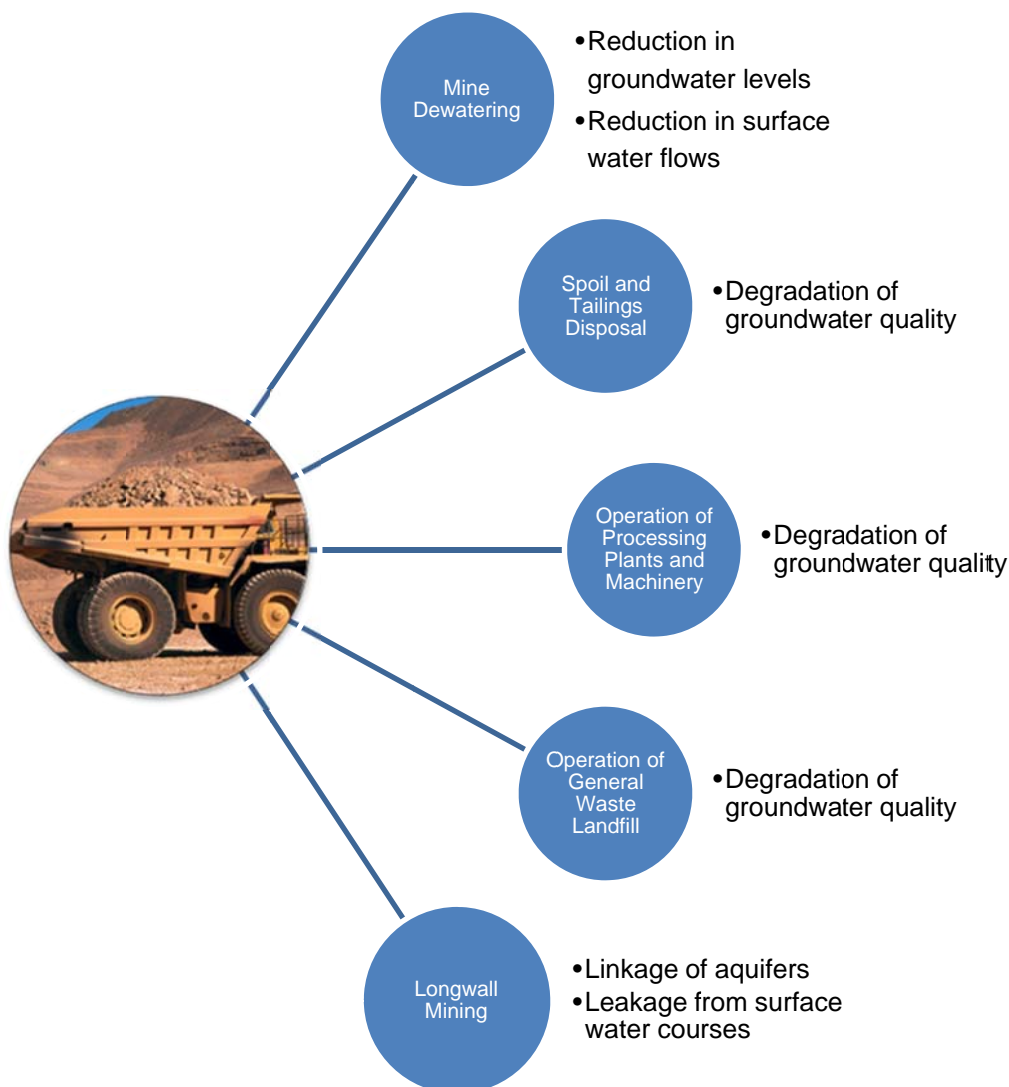 Mine
Dewatering
•Reduction in
groundwater levels
•Reduction in surface
water flows
Spoil and
Tailings
Disposal
•Degradation of
groundwater quality
Operation of
Processing
Plants and
Machinery
•Degradation of
groundwater quality
Operation of
General
Waste
Landfill
•Degradation of
groundwater quality
Longwall
Mining
•Linkage of aquifers
•Leakage from surface
water courses